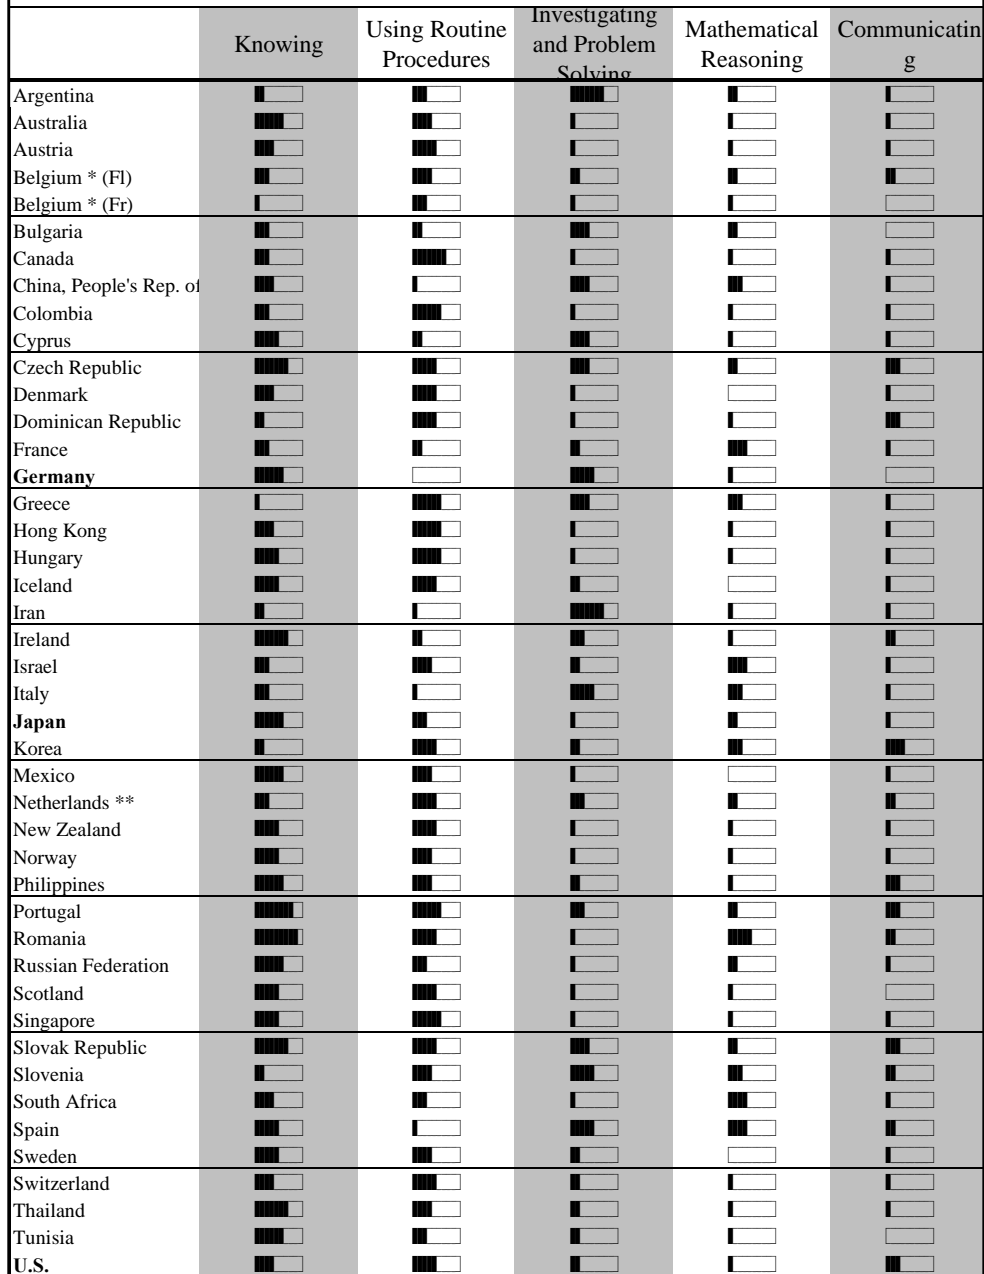 Knowing
Using Routine
Procedures
Investigating
and Problem
Solving
Mathematical
Reasoning
Communicatin
g
Argentina
Australia
Austria
Belgium * (Fl)
Belgium * (Fr)
Bulgaria
Canada
China, People's Rep. of
Colombia
Cyprus
Czech Republic
Denmark
Dominican Republic
France
Germany
Greece
Hong Kong
Hungary
Iceland
Iran
Ireland
Israel
Italy
Japan
Korea
Mexico
Netherlands **
New Zealand
Norway
Philippines
Portugal
Romania
Russian Federation
Scotland
Singapore
Slovak Republic
Slovenia
South Africa
Spain
Sweden
Switzerland
Thailand
Tunisia
U.S.